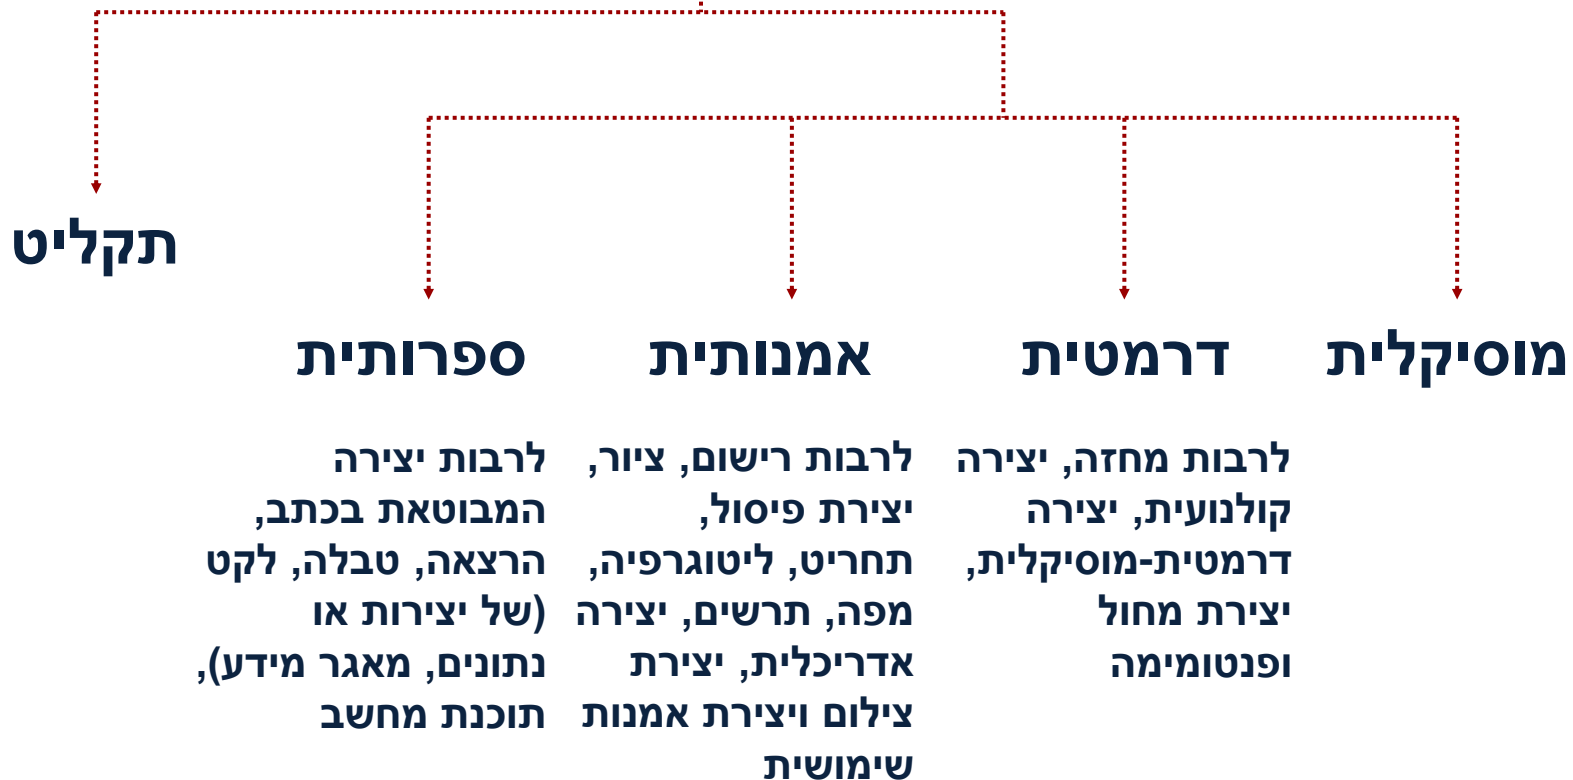 תקליט
מוסיקלית
דרמטית
לרבות מחזה, יצירה
קולנועית, יצירה
דרמטית-מוסיקלית,
יצירת מחול
ופנטומימה
אמנותית
לרבות רישום, ציור,
יצירת פיסול,
תחריט, ליטוגרפיה,
מפה, תרשים, יצירה
אדריכלית, יצירת
צילום ויצירת אמנות
שימושית
ספרותית
לרבות יצירה
המבוטאת בכתב,
הרצאה, טבלה, לקט
(של יצירות או
נתונים, מאגר מידע),
תוכנת מחשב